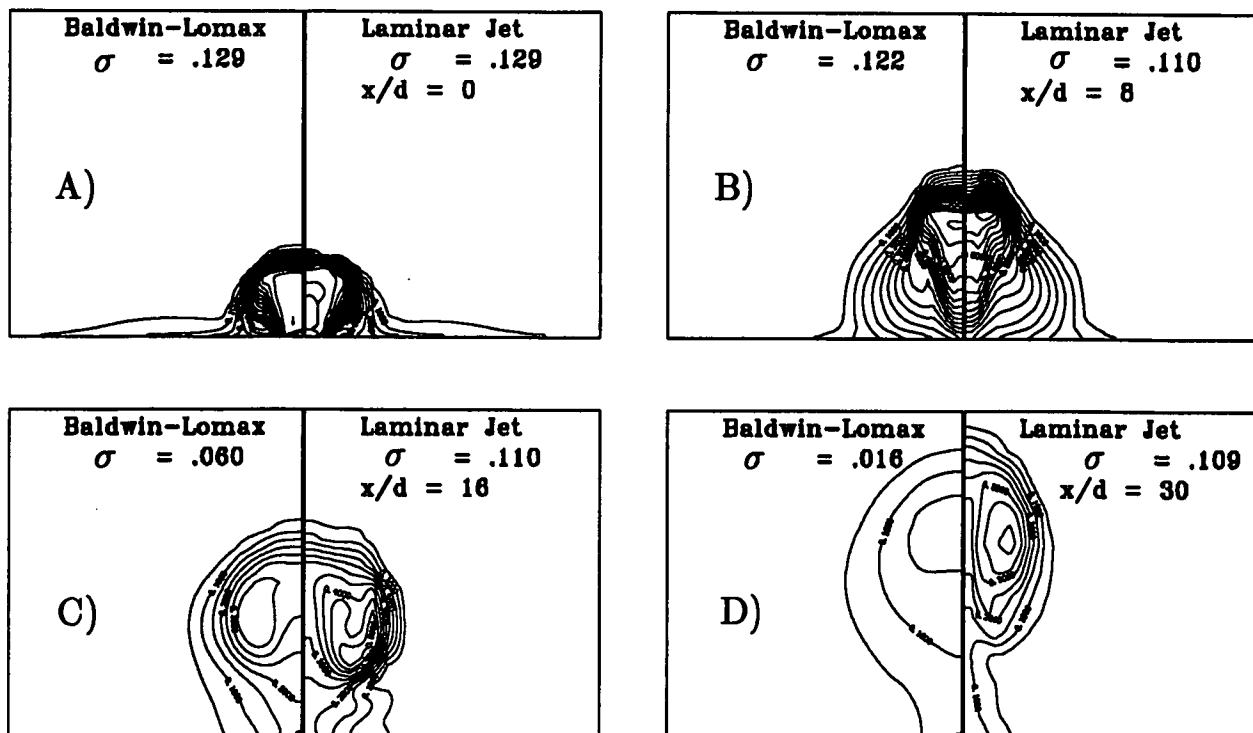 Baldwin-Lomax
σ = .129
Laminar Jet
σ = .129
x/d = 0
A)
Baldwin-Lomax
σ = .122
Laminar Jet
σ = .110
x/d = 8
B)
Baldwin-Lomax
σ = .060
Laminar Jet
σ = .110
x/d = 16
C)
Baldwin-Lomax
σ = .016
Laminar Jet
σ = .109
x/d = 30
D)